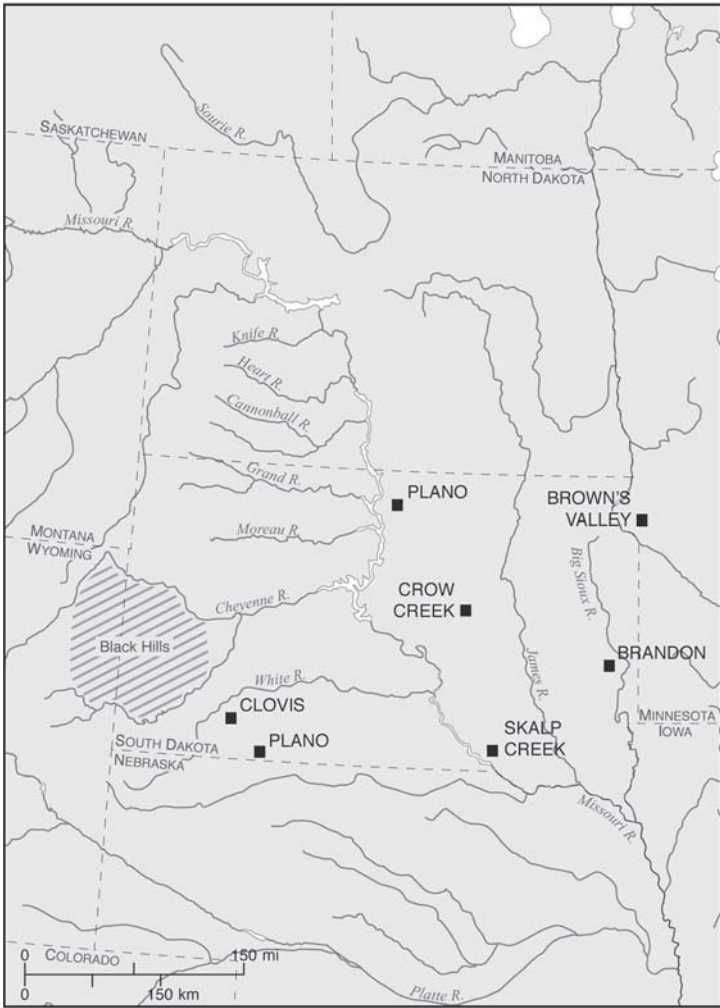 Sourie R.
SASKATCHEWAN
MANITOBA
NORTH DAKOTA
Missouri R.
Knife R.
Heart R.
Cannonball R.
Grand R.
PLANO
BROWN'S
VALLEY
Moreau R.
MONTANA
WYOMING
Big Sioux R.
Cheyenne R.
CROW
CREEK
Black Hills
BRANDON
James R.
White R.
CLOVIS
MINNESOTA
IOWA
SKALP
CREEK
PLANO
SOUTH DAKOTA
NEBRASKA
Missouri R.
COLORADO
0 150 mi
0 150 km
Platte R.